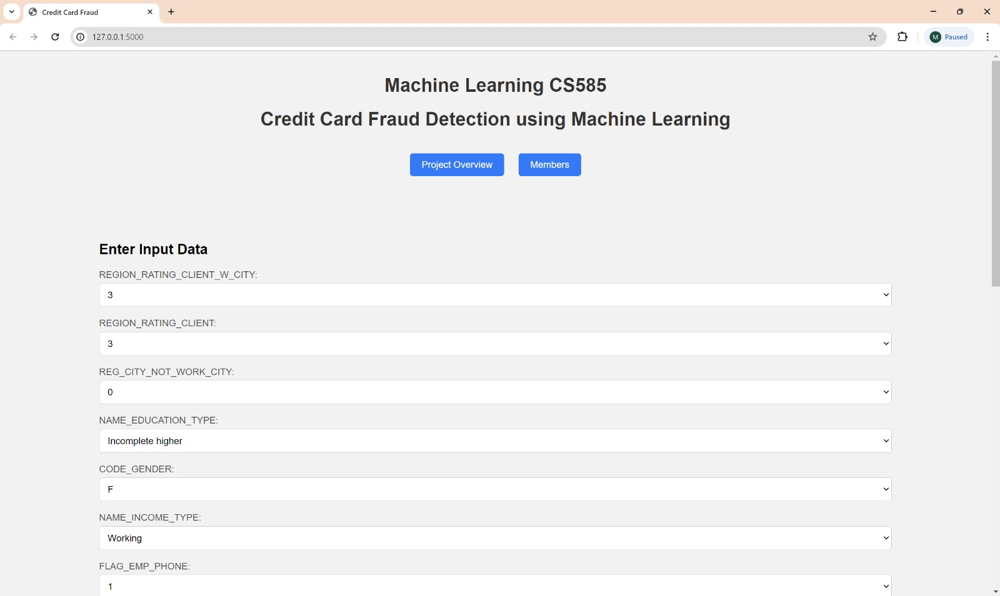 Credit Card Fraud
127.0.0.1:5000
M Paused
Machine Learning CS585
Credit Card Fraud Detection using Machine Learning
Project Overview
Members
Enter Input Data
REGION_RATING_CLIENT_W_CITY:
3
REGION_RATING_CLIENT:
3
REG_CITY_NOT_WORK_CITY:
0
NAME_EDUCATION_TYPE:
Incomplete higher
CODE_GENDER:
F
NAME_INCOME_TYPE:
Working
FLAG_EMP_PHONE:
1